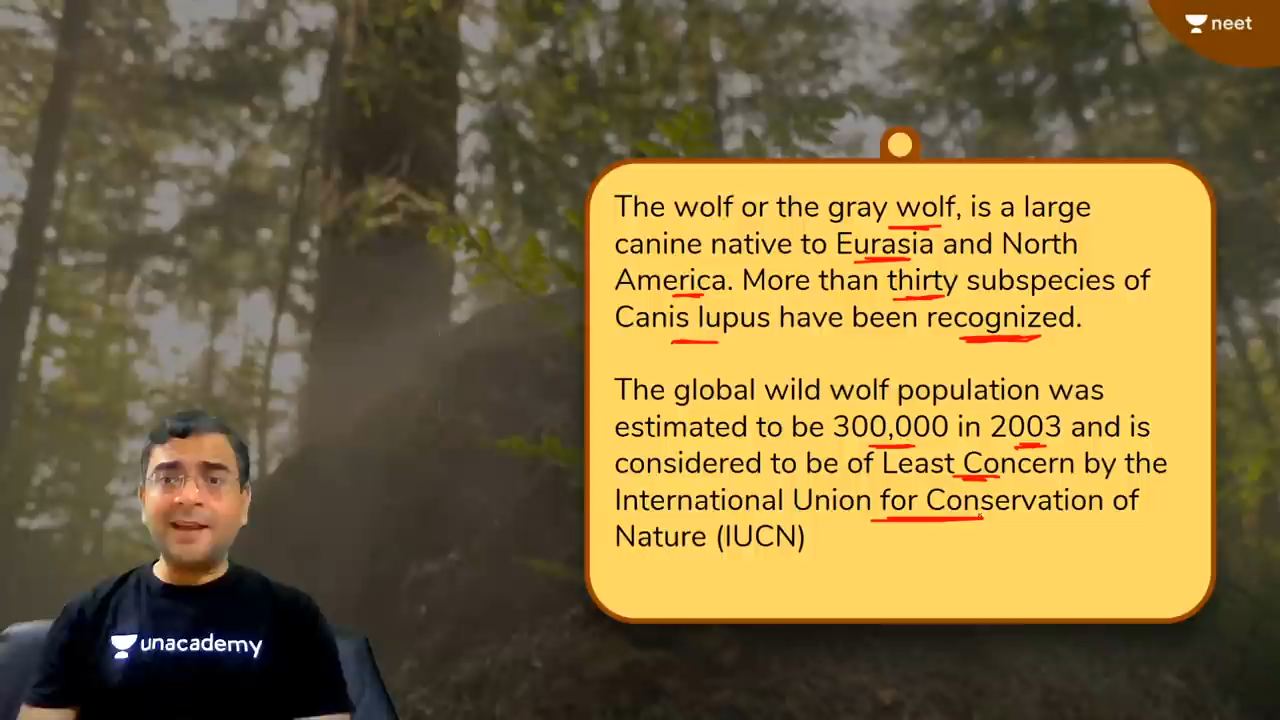 neet
The wolf or the gray wolf, is a large
canine native to Eurasia and North
America. More than thirty subspecies of
Canis lupus have been recognized.
The global wild wolf population was
estimated to be 300,000 in 2003 and is
considered to be of Least Concern by the
International Union for Conservation of
Nature (IUCN)
unacademy